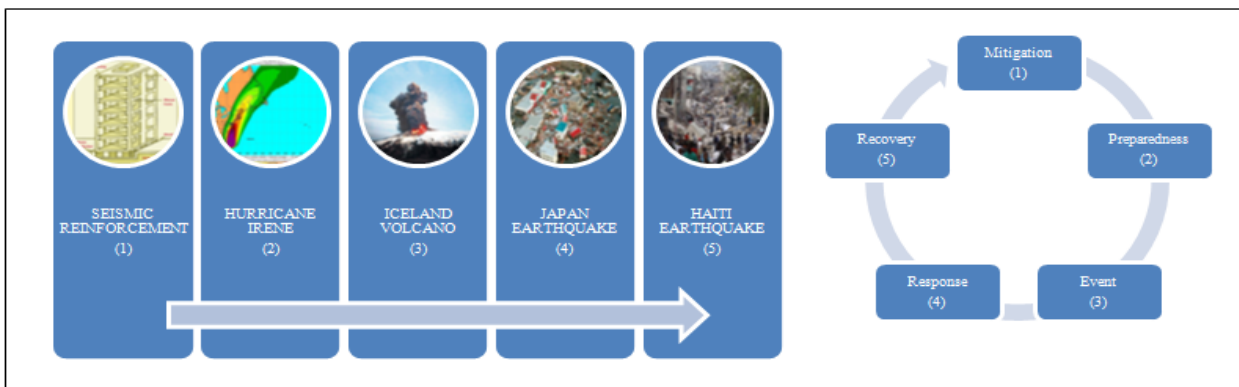 SEISMIC
REINFORCEMENT
(1)
HURRICANE
IRENE
(2)
ICELAND
VOLCANO
(3)
JAPAN
EARTHQUAKE
(4)
HAITI
EARTHQUAKE
(5)
Mitigation
(1)
Preparedness
(2)
Event
(3)
Response
(4)
Recovery
(5)